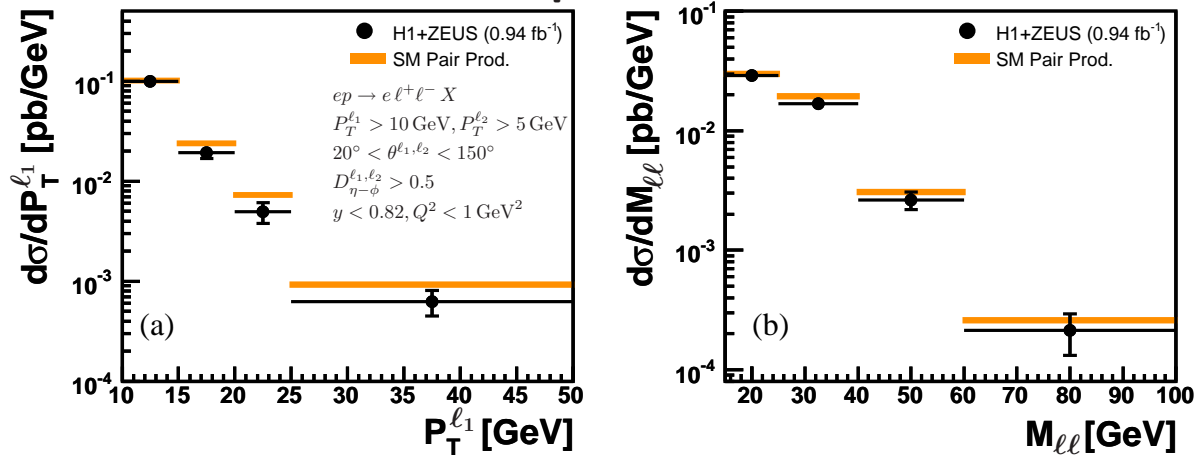 H1+ZEUS (0.94 fb⁻¹)
SM Pair Prod.
ep → e ℓ⁺ℓ⁻ X
P_T^{ℓ₁} > 10 GeV, P_T^{ℓ₂} > 5 GeV
20° < θ^{ℓ₁,ℓ₂} < 150°
D_{η−ϕ}^{ℓ₁,ℓ₂} > 0.5
y < 0.82, Q² < 1 GeV²
dσ/dP_T^{ℓ₁} [pb/GeV]
10⁻¹
10⁻²
10⁻³
10⁻⁴
(a)
10 15 20 25 30 35 40 45 50
P_T^{ℓ₁} [GeV]
H1+ZEUS (0.94 fb⁻¹)
SM Pair Prod.
dσ/dM_{ℓℓ} [pb/GeV]
10⁻¹
10⁻²
10⁻³
10⁻⁴
(b)
20 30 40 50 60 70 80 90 100
M_{ℓℓ} [GeV]